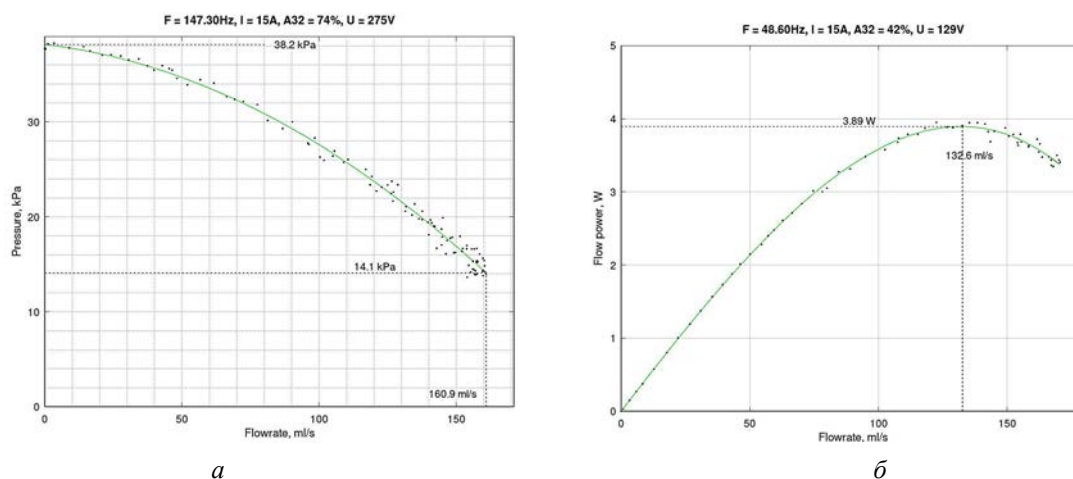 F = 147.30Hz, I = 15A, A32 = 74%, U = 275V
38.2 kPa
30
20
14.1 kPa
10
160.9 ml/s
0
0
50
100
150
Pressure, kPa
Flowrate, ml/s
а
F = 48.60Hz, I = 15A, A32 = 42%, U = 129V
5
4
3.89 W
132.6 ml/s
3
2
1
0
0
50
100
150
Flow power, W
Flowrate, ml/s
б